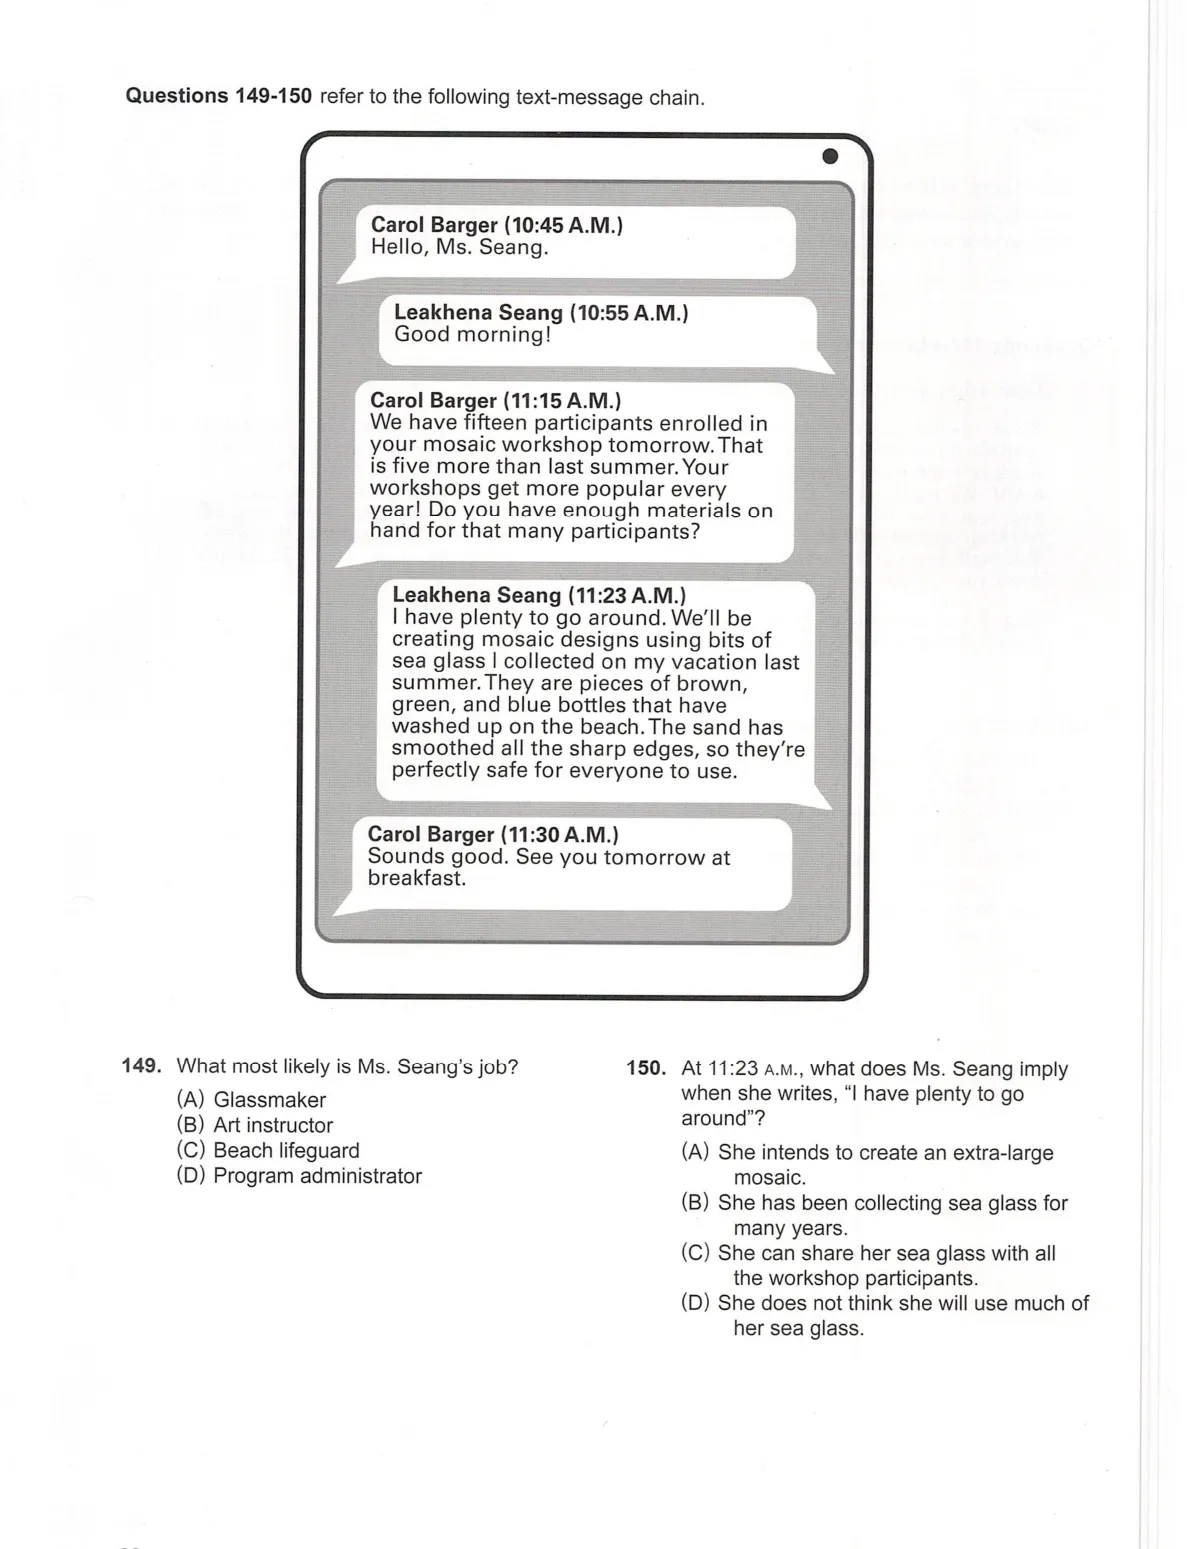 Questions 149-150 refer to the following text-message chain.
Carol Barger (10:45 A.M.)
Hello, Ms. Seang.
Leakhena Seang (10:55 A.M.)
Good morning!
Carol Barger (11:15 A.M.)
We have fifteen participants enrolled in
your mosaic workshop tomorrow. That
is five more than last summer. Your
workshops get more popular every
year! Do you have enough materials on
hand for that many participants?
Leakhena Seang (11:23 A.M.)
I have plenty to go around. We'll be
creating mosaic designs using bits of
sea glass I collected on my vacation last
summer. They are pieces of brown,
green, and blue bottles that have
washed up on the beach. The sand has
smoothed all the sharp edges, so they're
perfectly safe for everyone to use.
Carol Barger (11:30 A.M.)
Sounds good. See you tomorrow at
breakfast.
149. What most likely is Ms. Seang's job?
(A) Glassmaker
(B) Art instructor
(C) Beach lifeguard
(D) Program administrator
150. At 11:23 A.M., what does Ms. Seang imply
when she writes, "I have plenty to go
around"?
(A) She intends to create an extra-large
mosaic.
(B) She has been collecting sea glass for
many years.
(C) She can share her sea glass with all
the workshop participants.
(D) She does not think she will use much of
her sea glass.